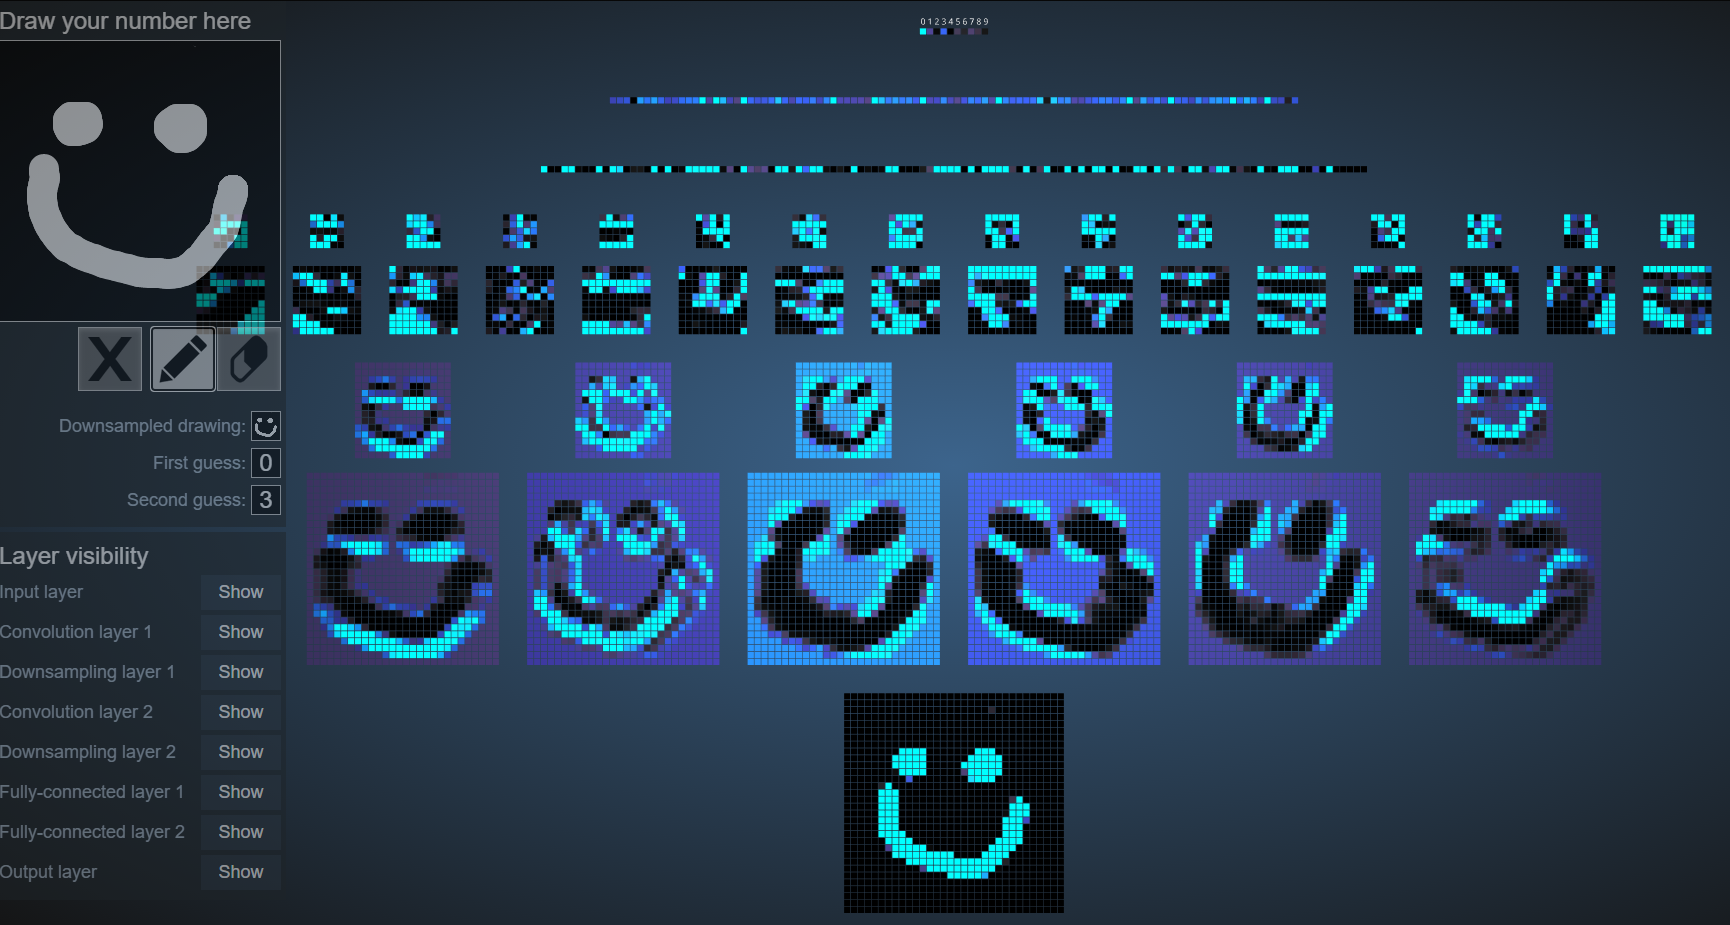 Draw your number here
0123456789
X
Downsampled drawing:
First guess: 0
Second guess: 3
Layer visibility
Input layer Show
Convolution layer 1 Show
Downsampling layer 1 Show
Convolution layer 2 Show
Downsampling layer 2 Show
Fully-connected layer 1 Show
Fully-connected layer 2 Show
Output layer Show